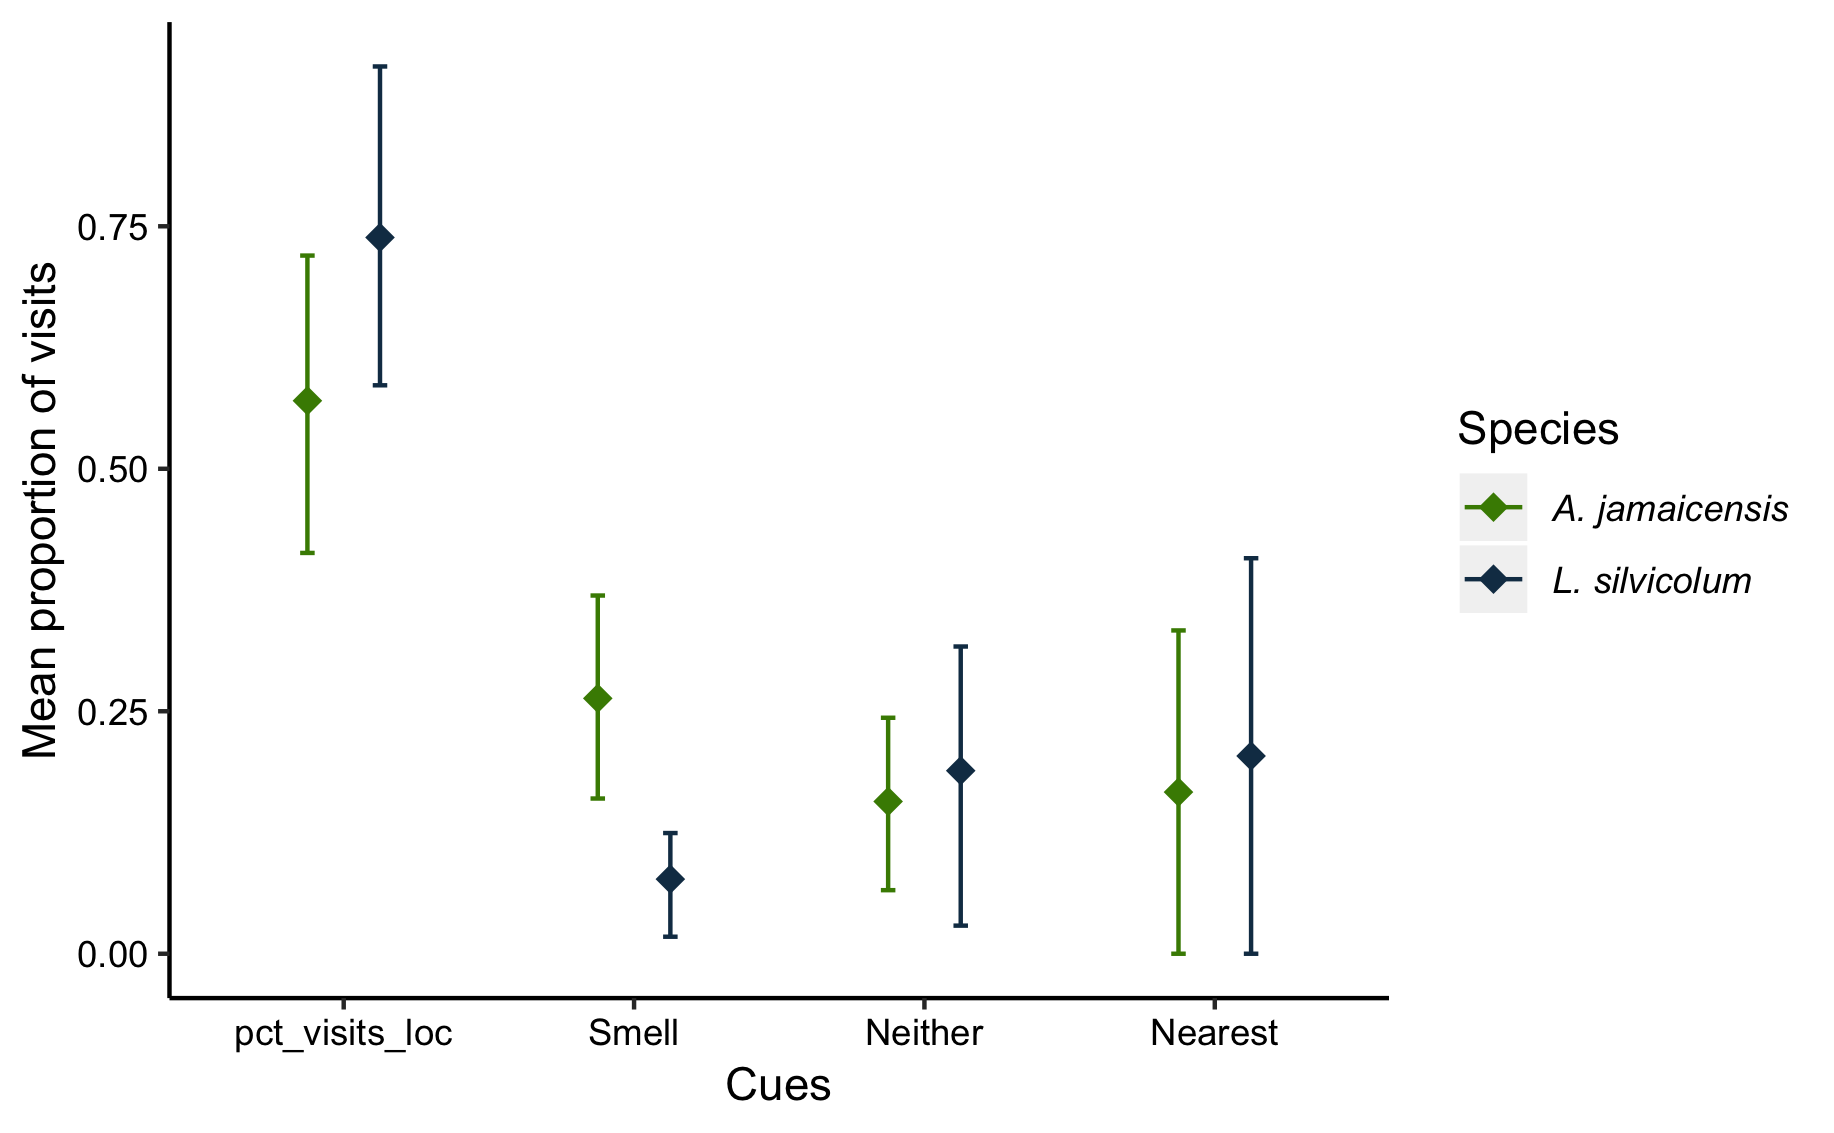 Mean proportion of visits
0.75
0.50
0.25
0.00
pct_visits_loc
Smell
Neither
Nearest
Cues
Species
A. jamaicensis
L. silvicolum